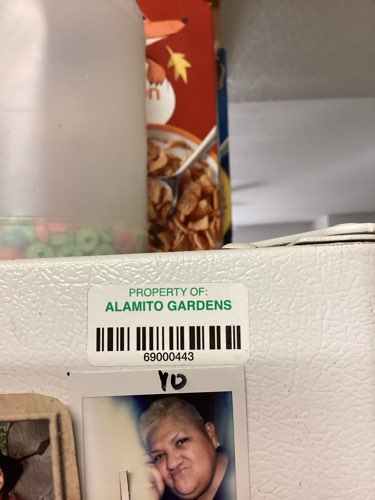 PROPERTY OF:
ALAMITO GARDENS
69000443
YO